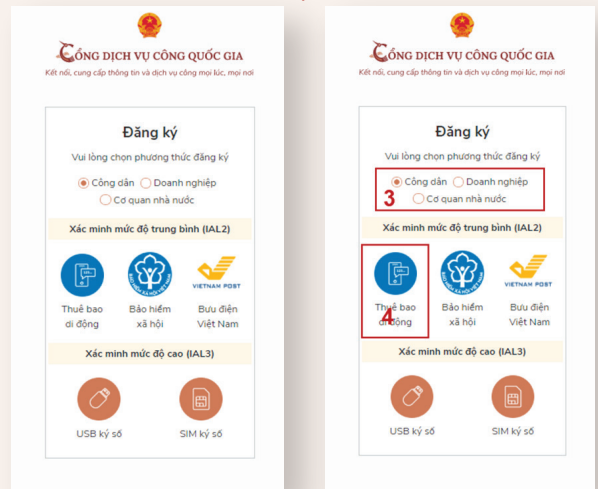 CỔNG DỊCH VỤ CÔNG QUỐC GIA
Kết nối, cung cấp thông tin và dịch vụ công mọi lúc, mọi nơi
Đăng ký
Vui lòng chọn phương thức đăng ký
Công dân Doanh nghiệp
Cơ quan nhà nước
Xác minh mức độ trung bình (IAL2)
VIETNAM POST
Thuê bao di động
Bảo hiểm xã hội
Bưu điện Việt Nam
Xác minh mức độ cao (IAL3)
USB ký số
SIM ký số
CỔNG DỊCH VỤ CÔNG QUỐC GIA
Kết nối, cung cấp thông tin và dịch vụ công mọi lúc, mọi nơi
Đăng ký
Vui lòng chọn phương thức đăng ký
Công dân Doanh nghiệp
3 Cơ quan nhà nước
Xác minh mức độ trung bình (IAL2)
VIETNAM POST
Thuê bao di động
4
Bảo hiểm xã hội
Bưu điện Việt Nam
Xác minh mức độ cao (IAL3)
USB ký số
SIM ký số